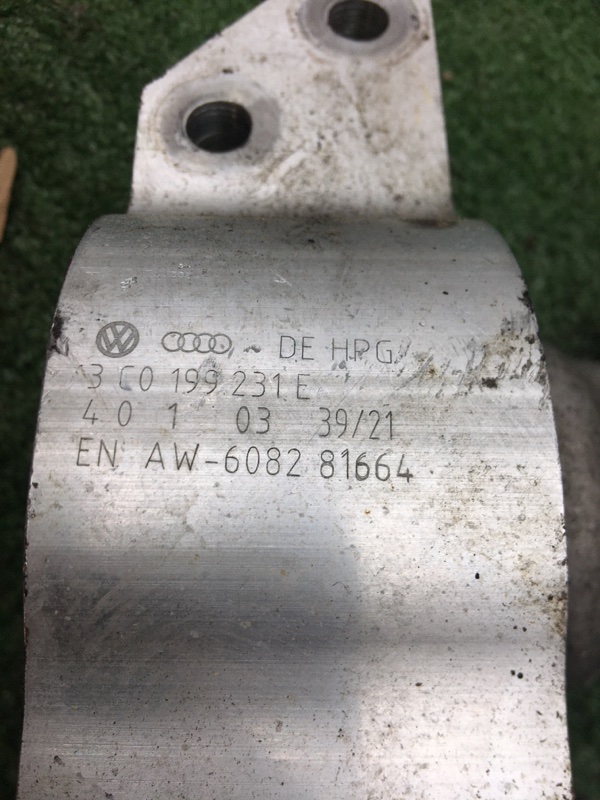 DE HPG
3C0 199 231 E
4 0 1 03 39/21
EN AW-6082 81664